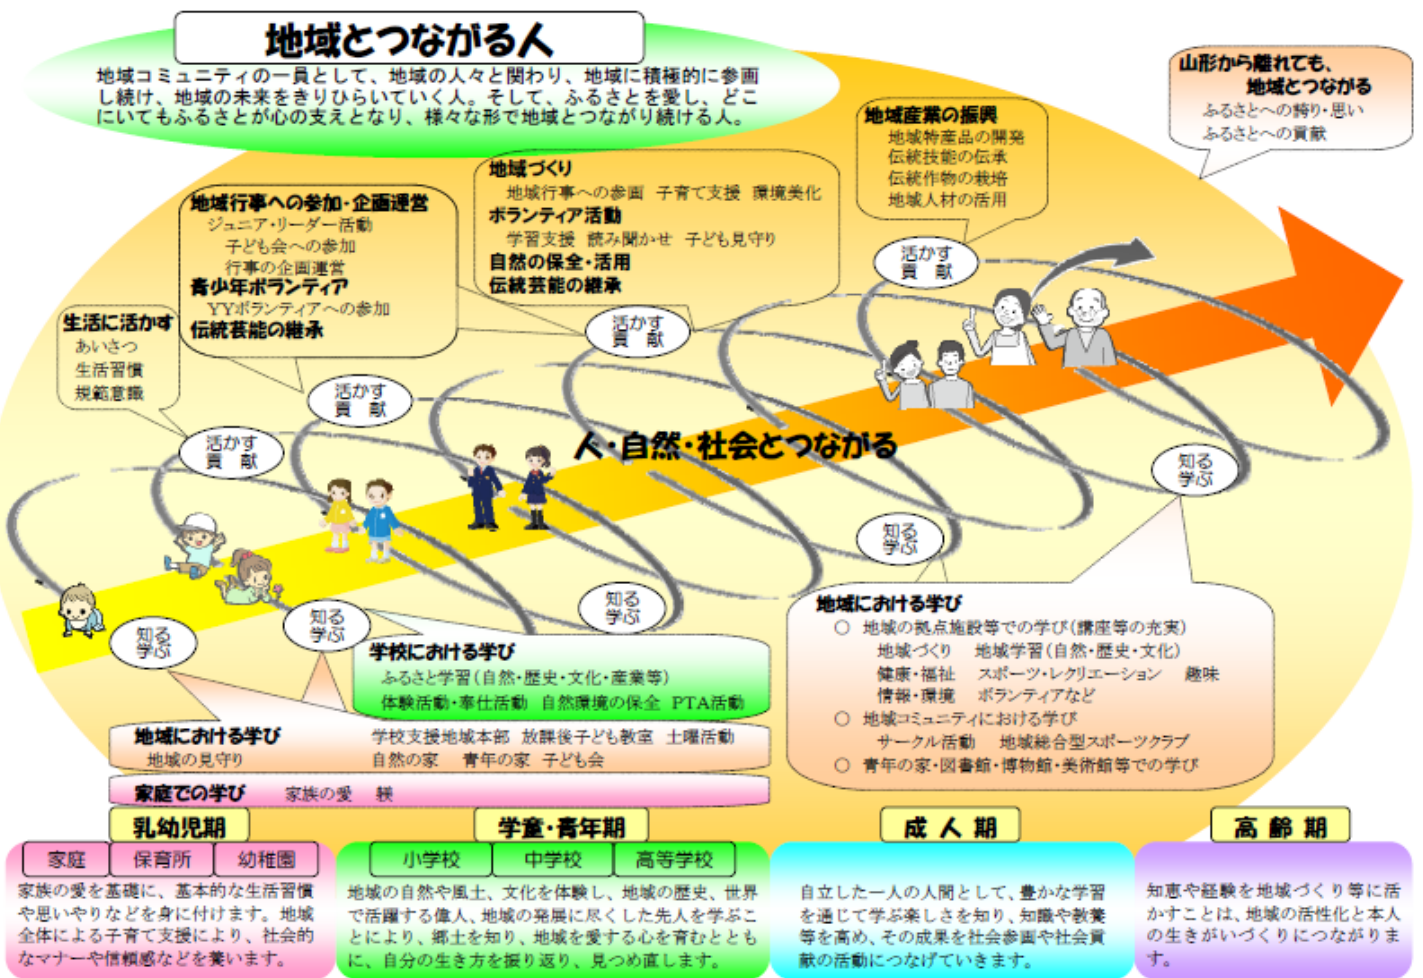 地域とつながる人
地域コミュニティの一員として、地域の人々と関わり、地域に積極的に参画
し続け、地域の未来をきりひらいていく人。そして、ふるさとを愛し、どこ
にいてもふるさとが心の支えとなり、様々な形で地域とつながり続ける人。
山形から離れても、
地域とつながる
ふるさとへの誇り・思い
ふるさとへの貢献
地域産業の振興
地域特産品の開発
伝統技能の伝承
伝統作物の栽培
地域人材の活用
地域づくり
地域行事への参画 子育て支援 環境美化
ボランティア活動
学習支援 読み聞かせ 子ども見守り
自然の保全・活用
伝統芸能の継承
地域行事への参加・企画運営
ジュニア・リーダー活動
子ども会への参加
行事の企画運営
青少年ボランティア
YYボランティアへの参加
伝統芸能の継承
生活に活かす
あいさつ
生活習慣
規範意識
活かす
貢 献
活かす
貢 献
活かす
貢 献
活かす
貢 献
人・自然・社会とつながる
知る
学ぶ
知る
学ぶ
知る
学ぶ
知る
学ぶ
知る
学ぶ
学校における学び
ふるさと学習(自然・歴史・文化・産業等)
体験活動・奉仕活動 自然環境の保全 PTA活動
地域における学び 学校支援地域本部 放課後子ども教室 土曜活動
地域の見守り 自然の家 青年の家 子ども会
家庭での学び 家族の愛 躾
地域における学び
○ 地域の拠点施設等での学び(講座等の充実)
地域づくり 地域学習(自然・歴史・文化)
健康・福祉 スポーツ・レクリエーション 趣味
情報・環境 ボランティアなど
○ 地域コミュニティにおける学び
サークル活動 地域総合型スポーツクラブ
○ 青年の家・図書館・博物館・美術館等での学び
乳幼児期
家庭 保育所 幼稚園
家族の愛を基礎に、基本的な生活習慣
や思いやりなどを身に付けます。地域
全体による子育て支援により、社会的
なマナーや信頼感などを養います。
学童・青年期
小学校 中学校 高等学校
地域の自然や風土、文化を体験し、地域の歴史、世界
で活躍する偉人、地域の発展に尽くした先人を学ぶこ
とにより、郷土を知り、地域を愛する心を育むととも
に、自分の生き方を振り返り、見つめ直します。
成人期
自立した一人の人間として、豊かな学習
を通じて学ぶ楽しさを知り、知識や教養
等を高め、その成果を社会参画や社会貢
献の活動につなげていきます。
高齢期
知恵や経験を地域づくり等に活
かすことは、地域の活性化と本人
の生きがいづくりにつながりま
す。